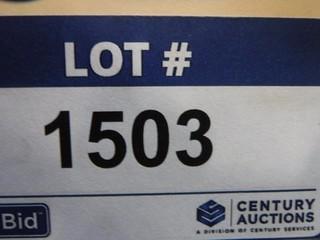 LOT #
1503
Bid
CENTURY
AUCTIONS
A DIVISION OF CENTURY SERVICES